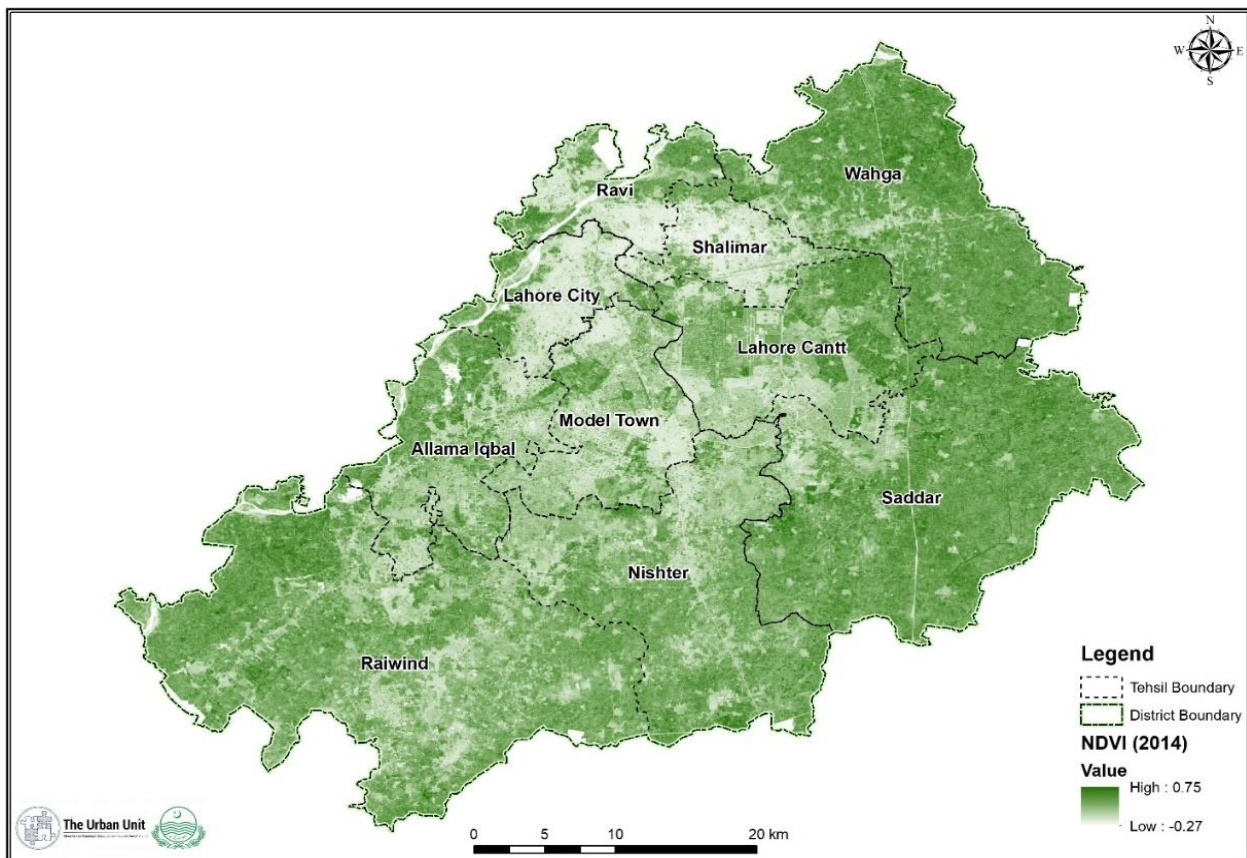 N
W E
S
Wahga
Ravi
Shalimar
Lahore City
Lahore Cantt
Model Town
Allama Iqbal
Saddar
Nishter
Raiwind
Legend
Tehsil Boundary
District Boundary
NDVI (2014)
Value
High : 0.75
Low : -0.27
The Urban Unit
0 5 10 20 km